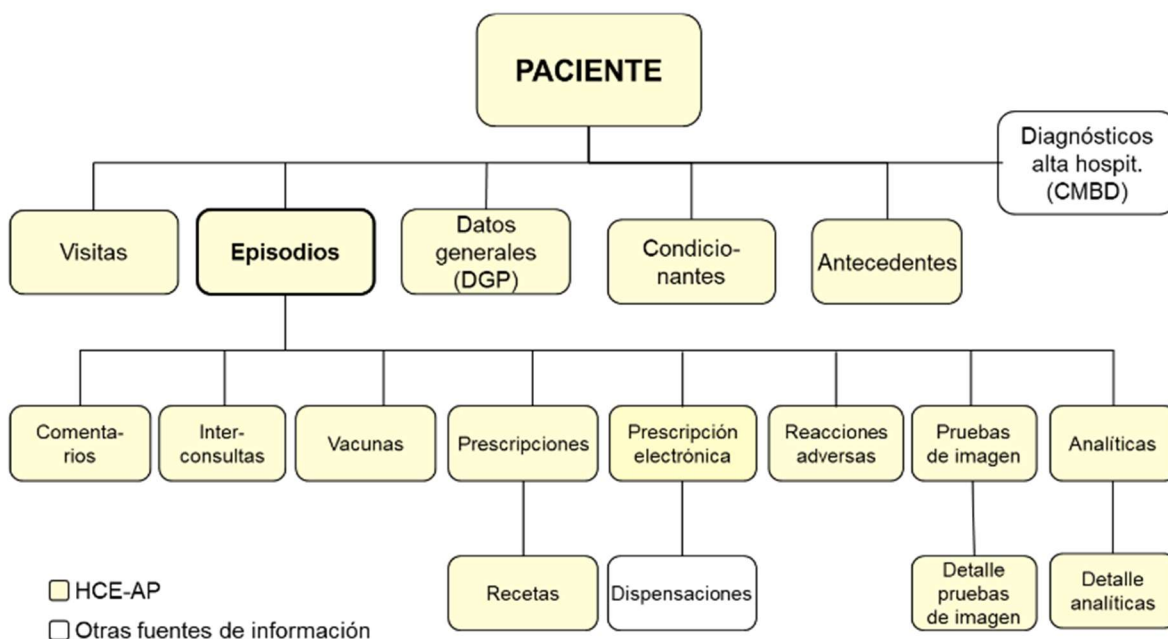 PACIENTE
Diagnósticos
alta hospit.
(CMBD)
Visitas
Episodios
Datos
generales
(DGP)
Condicio-
nantes
Antecedentes
Comenta-
rios
Inter-
consultas
Vacunas
Prescripciones
Prescripción
electrónica
Reacciones
adversas
Pruebas
de imagen
Analíticas
Recetas
Dispensaciones
Detalle
pruebas
de imagen
Detalle
analíticas
HCE-AP
Otras fuentes de información